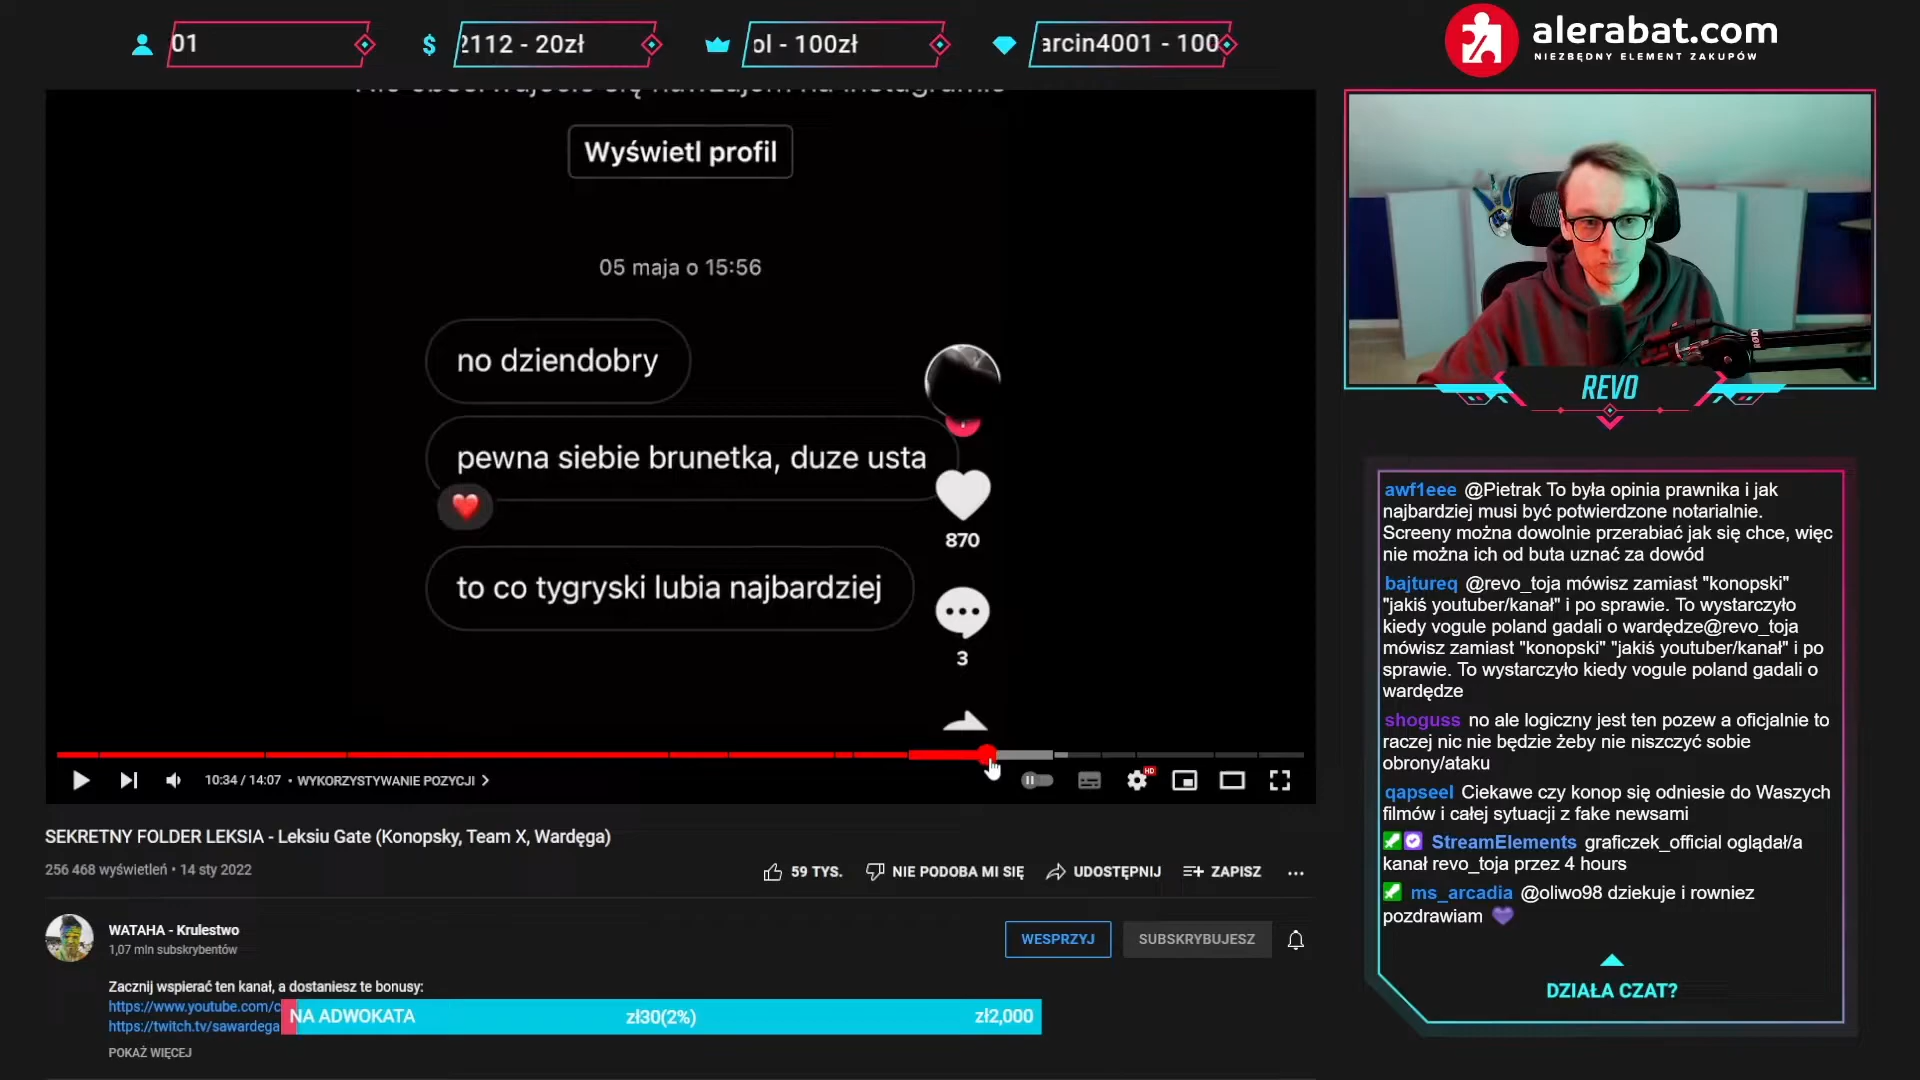 01
2112 - 20zł
ol - 100zł
arcin4001 - 100
alerabat.com
NIEZBĘDNY ELEMENT ZAKUPÓW
Nie obserwujecie się nawzajem na Instagramie
Wyświetl profil
05 maja o 15:56
no dziendobry
pewna siebie brunetka, duze usta
870
to co tygryski lubia najbardziej
3
10:34 / 14:07 • WYKORZYSTYWANIE POZYCJI
HD
SEKRETNY FOLDER LEKSIA - Leksiu Gate (Konopsky, Team X, Wardęga)
256 468 wyświetleń • 14 sty 2022
59 TYS.
NIE PODOBA MI SIĘ
UDOSTĘPNIJ
ZAPISZ
WATAHA - Krulestwo
1,07 mln subskrybentów
WESPRZYJ
SUBSKRYBUJESZ
Zacznij wspierać ten kanał, a dostaniesz te bonusy:
https://www.youtube.com/c
https://twitch.tv/sawardega
NA ADWOKATA zł30(2%) zł2,000
POKAŻ WIĘCEJ
RØDE
REVO
awf1eee @Pietrak To była opinia prawnika i jak
najbardziej musi być potwierdzone notarialnie.
Screeny można dowolnie przerabiać jak się chce, więc
nie można ich od buta uznać za dowód
bajtureq @revo_toja mówisz zamiast "konopski"
"jakiś youtuber/kanał" i po sprawie. To wystarczyło
kiedy vogule poland gadali o wardędze@revo_toja
mówisz zamiast "konopski" "jakiś youtuber/kanał" i po
sprawie. To wystarczyło kiedy vogule poland gadali o
wardędze
shoguss no ale logiczny jest ten pozew a oficjalnie to
raczej nic nie będzie żeby nie niszczyć sobie
obrony/ataku
qapseel Ciekawe czy konop się odniesie do Waszych
filmów i całej sytuacji z fake newsami
StreamElements graficzek_official oglądał/a
kanał revo_toja przez 4 hours
ms_arcadia @oliwo98 dziekuje i rowniez
pozdrawiam
DZIAŁA CZAT?